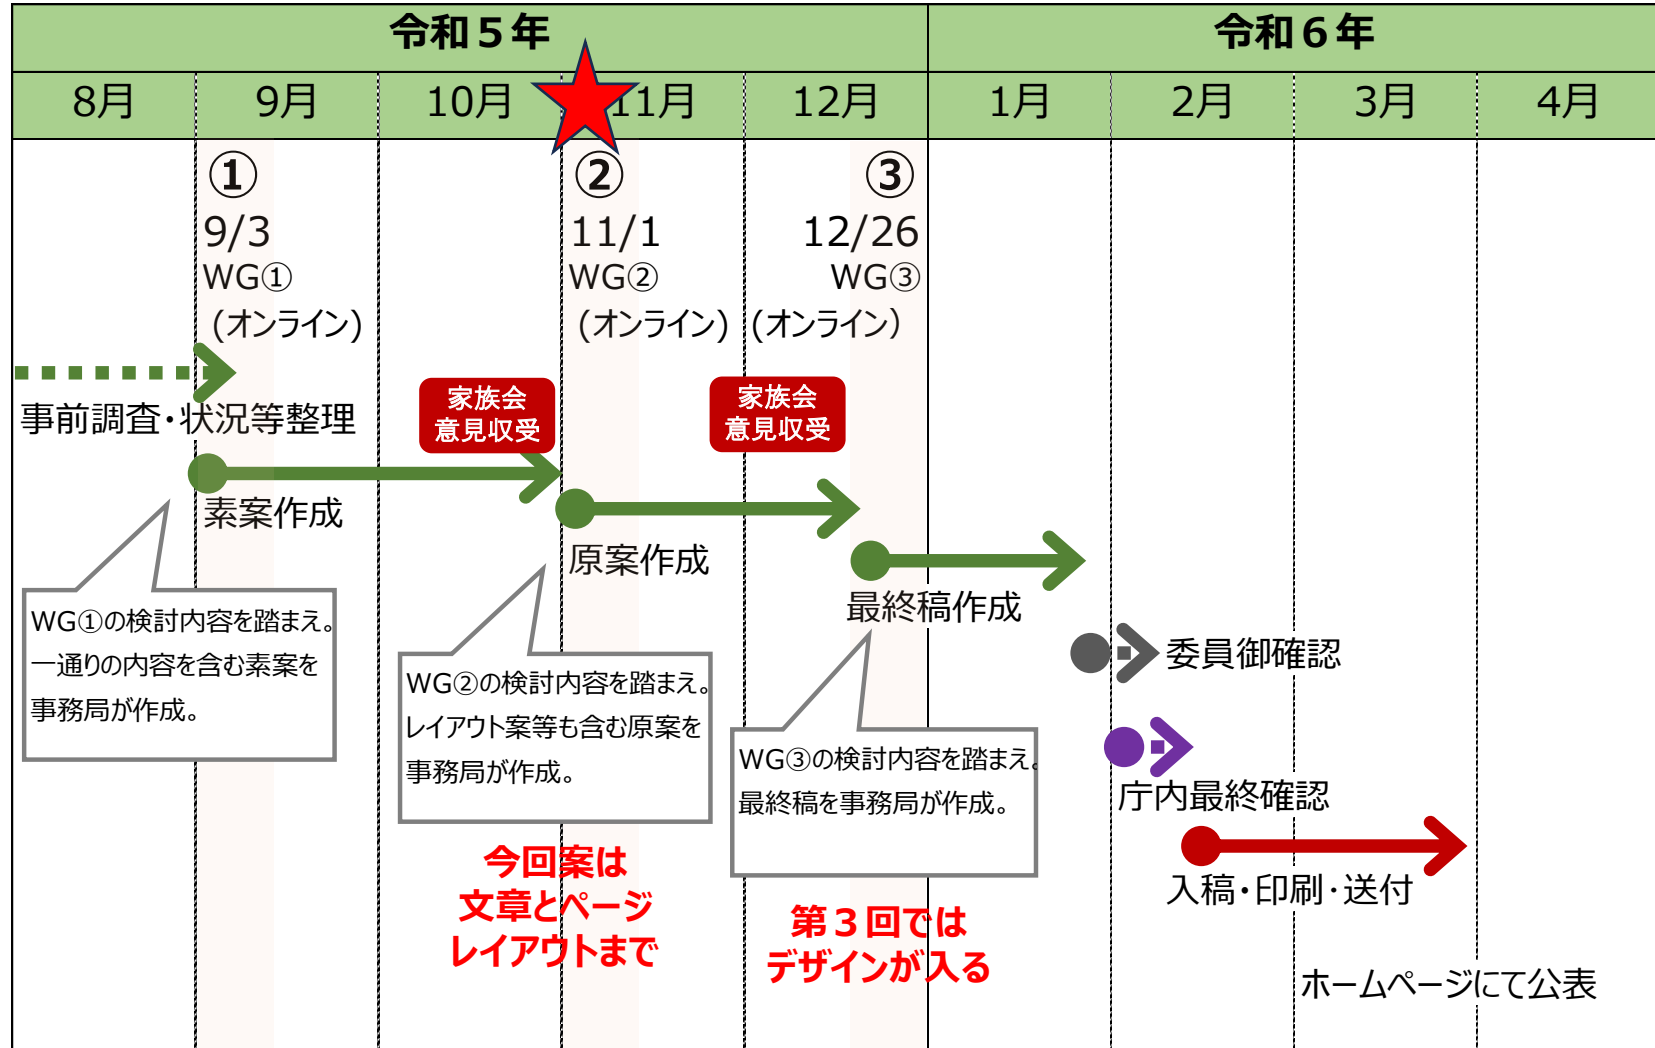 令和５年
令和６年
8月
9月
10月
11月
12月
1月
2月
3月
4月
①
9/3
WG①
(オンライン)
②
11/1
WG②
(オンライン)
③
12/26
WG③
(オンライン)
事前調査・状況等整理
家族会
意見収受
家族会
意見収受
素案作成
原案作成
最終稿作成
WG①の検討内容を踏まえ。
一通りの内容を含む素案を
事務局が作成。
WG②の検討内容を踏まえ。
レイアウト案等も含む原案を
事務局が作成。
WG③の検討内容を踏まえ。
最終稿を事務局が作成。
委員御確認
庁内最終確認
入稿・印刷・送付
今回案は
文章とページ
レイアウトまで
第３回では
デザインが入る
ホームページにて公表